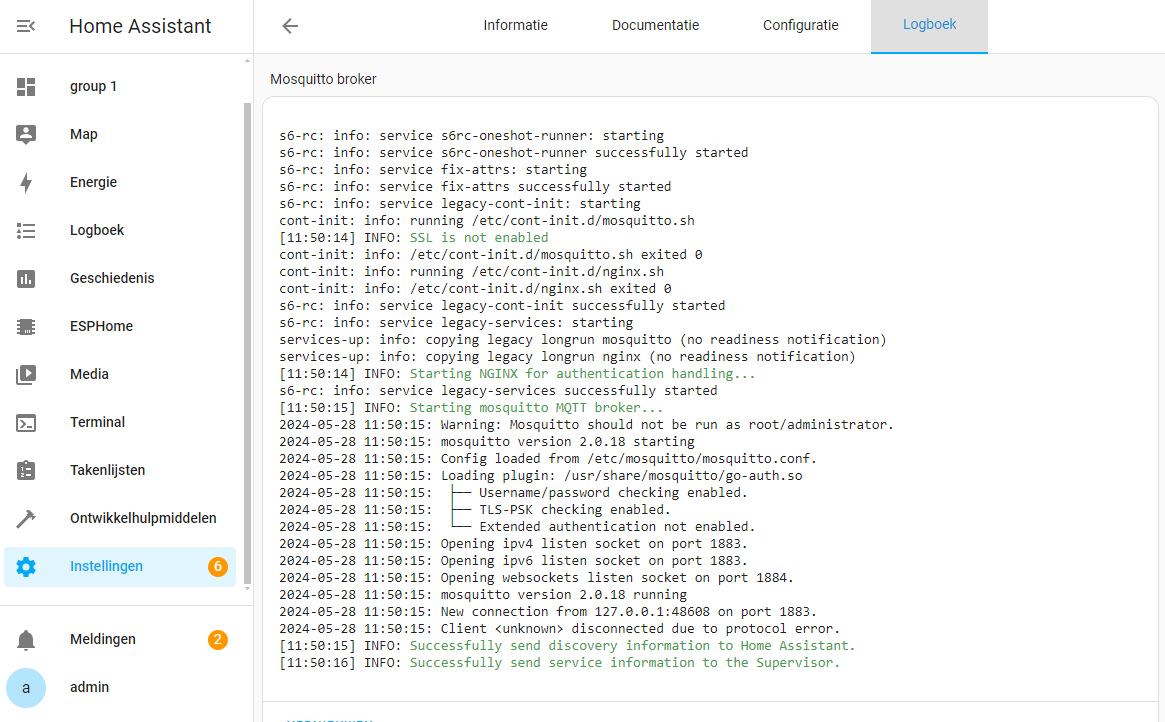 Home Assistant
group 1
Map
Energie
Logboek
Geschiedenis
ESPHome
Media
Terminal
Takenlijsten
Ontwikkelhulpmiddelen
Instellingen 6
Meldingen 2
a admin
Informatie Documentatie Configuratie Logboek
Mosquitto broker
s6-rc: info: service s6rc-oneshot-runner: starting
s6-rc: info: service s6rc-oneshot-runner successfully started
s6-rc: info: service fix-attrs: starting
s6-rc: info: service fix-attrs successfully started
s6-rc: info: service legacy-cont-init: starting
cont-init: info: running /etc/cont-init.d/mosquitto.sh
[11:50:14] INFO: SSL is not enabled
cont-init: info: /etc/cont-init.d/mosquitto.sh exited 0
cont-init: info: running /etc/cont-init.d/nginx.sh
cont-init: info: /etc/cont-init.d/nginx.sh exited 0
s6-rc: info: service legacy-cont-init successfully started
s6-rc: info: service legacy-services: starting
services-up: info: copying legacy longrun mosquitto (no readiness notification)
services-up: info: copying legacy longrun nginx (no readiness notification)
[11:50:14] INFO: Starting NGINX for authentication handling...
s6-rc: info: service legacy-services successfully started
[11:50:15] INFO: Starting mosquitto MQTT broker...
2024-05-28 11:50:15: Warning: Mosquitto should not be run as root/administrator.
2024-05-28 11:50:15: mosquitto version 2.0.18 starting
2024-05-28 11:50:15: Config loaded from /etc/mosquitto/mosquitto.conf.
2024-05-28 11:50:15: Loading plugin: /usr/share/mosquitto/go-auth.so
2024-05-28 11:50:15: ├── Username/password checking enabled.
2024-05-28 11:50:15: ├── TLS-PSK checking enabled.
2024-05-28 11:50:15: └── Extended authentication not enabled.
2024-05-28 11:50:15: Opening ipv4 listen socket on port 1883.
2024-05-28 11:50:15: Opening ipv6 listen socket on port 1883.
2024-05-28 11:50:15: Opening websockets listen socket on port 1884.
2024-05-28 11:50:15: mosquitto version 2.0.18 running
2024-05-28 11:50:15: New connection from 127.0.0.1:48608 on port 1883.
2024-05-28 11:50:15: Client <unknown> disconnected due to protocol error.
[11:50:15] INFO: Successfully send discovery information to Home Assistant.
[11:50:16] INFO: Successfully send service information to the Supervisor.